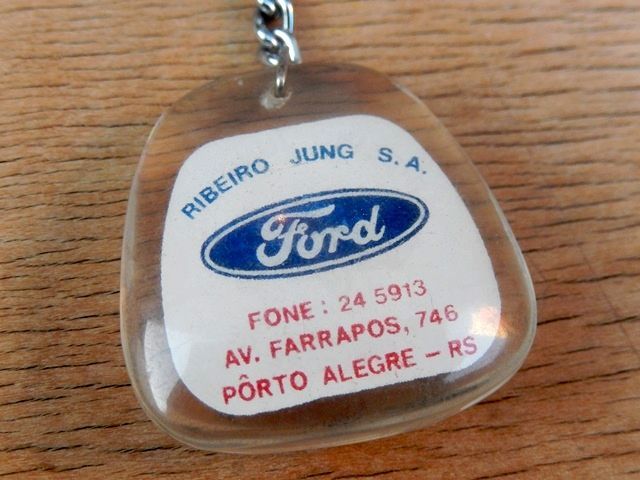 RIBEIRO JUNG S.A.
Ford
FONE: 24 5913
AV. FARRAPOS, 746
PÔRTO ALEGRE - RS